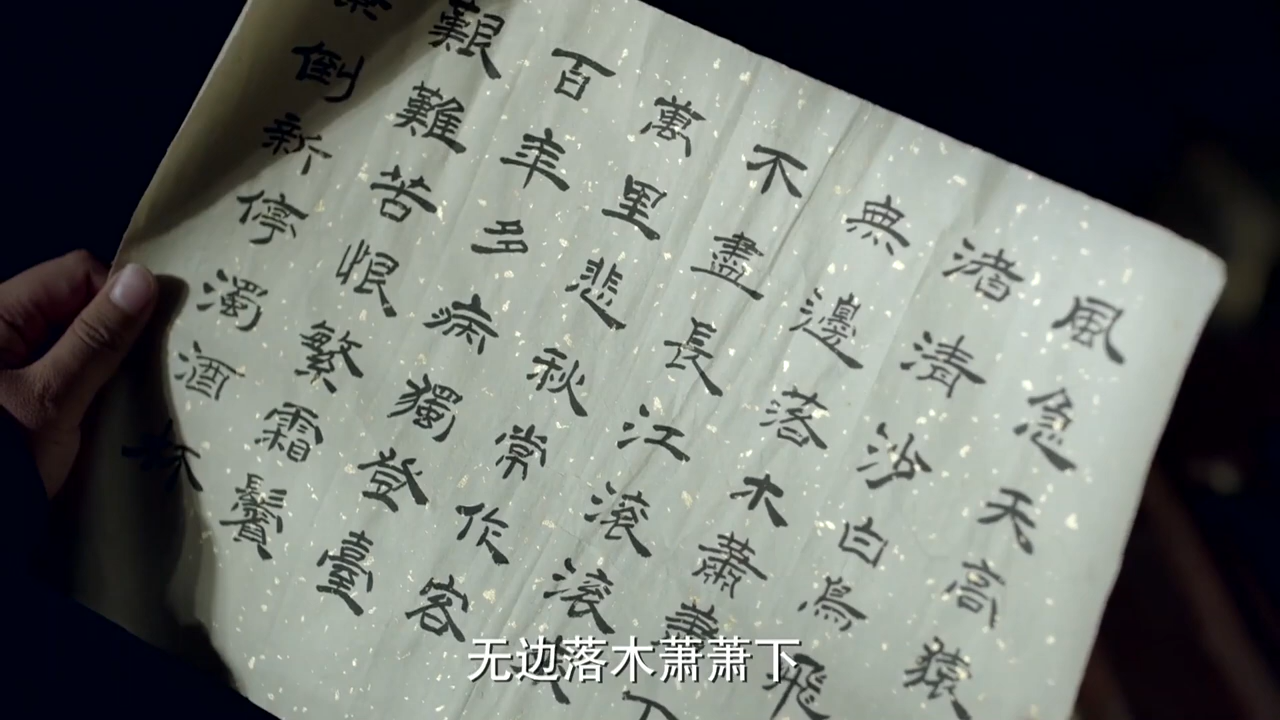 風急天高猿
渚清沙白鳥飛
無邊落木蕭蕭下
不盡長江滾滾來
萬里悲秋常作客
百年多病獨登臺
艱難苦恨繁霜鬢
倒新停濁酒杯
无边落木萧萧下